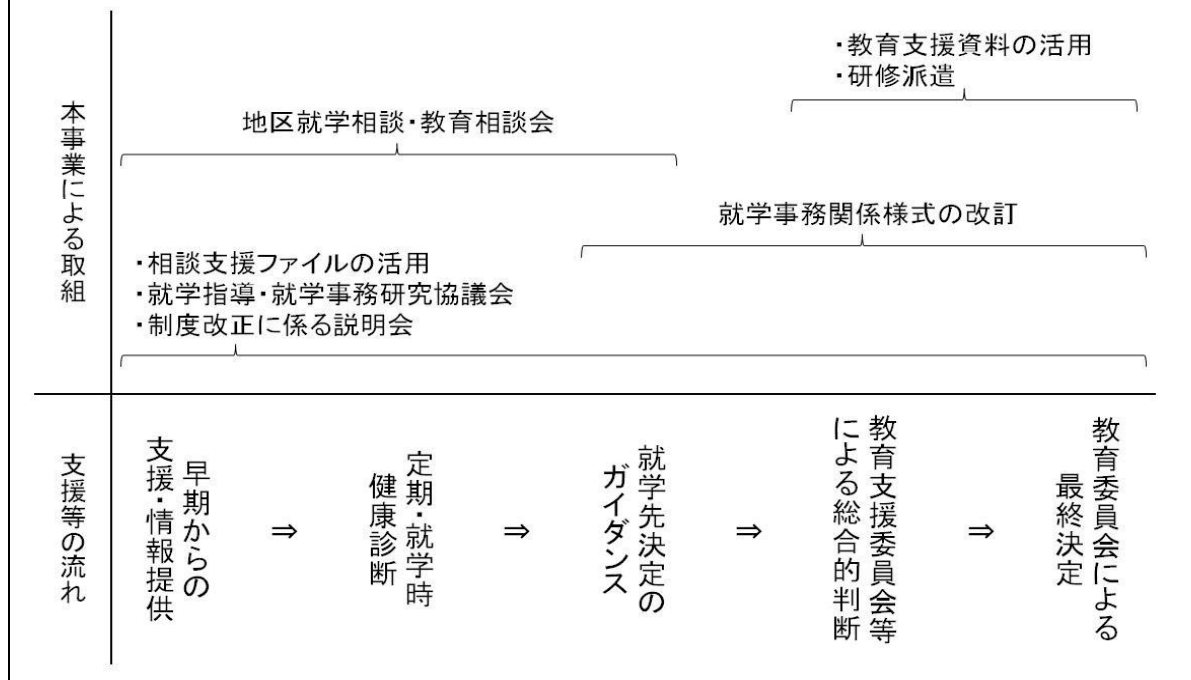 本事業による取組
・教育支援資料の活用
・研修派遣
地区就学相談・教育相談会
就学事務関係様式の改訂
・相談支援ファイルの活用
・就学指導・就学事務研究協議会
・制度改正に係る説明会
支援等の流れ
早期からの
支援・情報提供
⇒
定期・就学時
健康診断
⇒
就学先決定の
ガイダンス
⇒
教育支援委員会等
による総合的判断
⇒
教育委員会による
最終決定